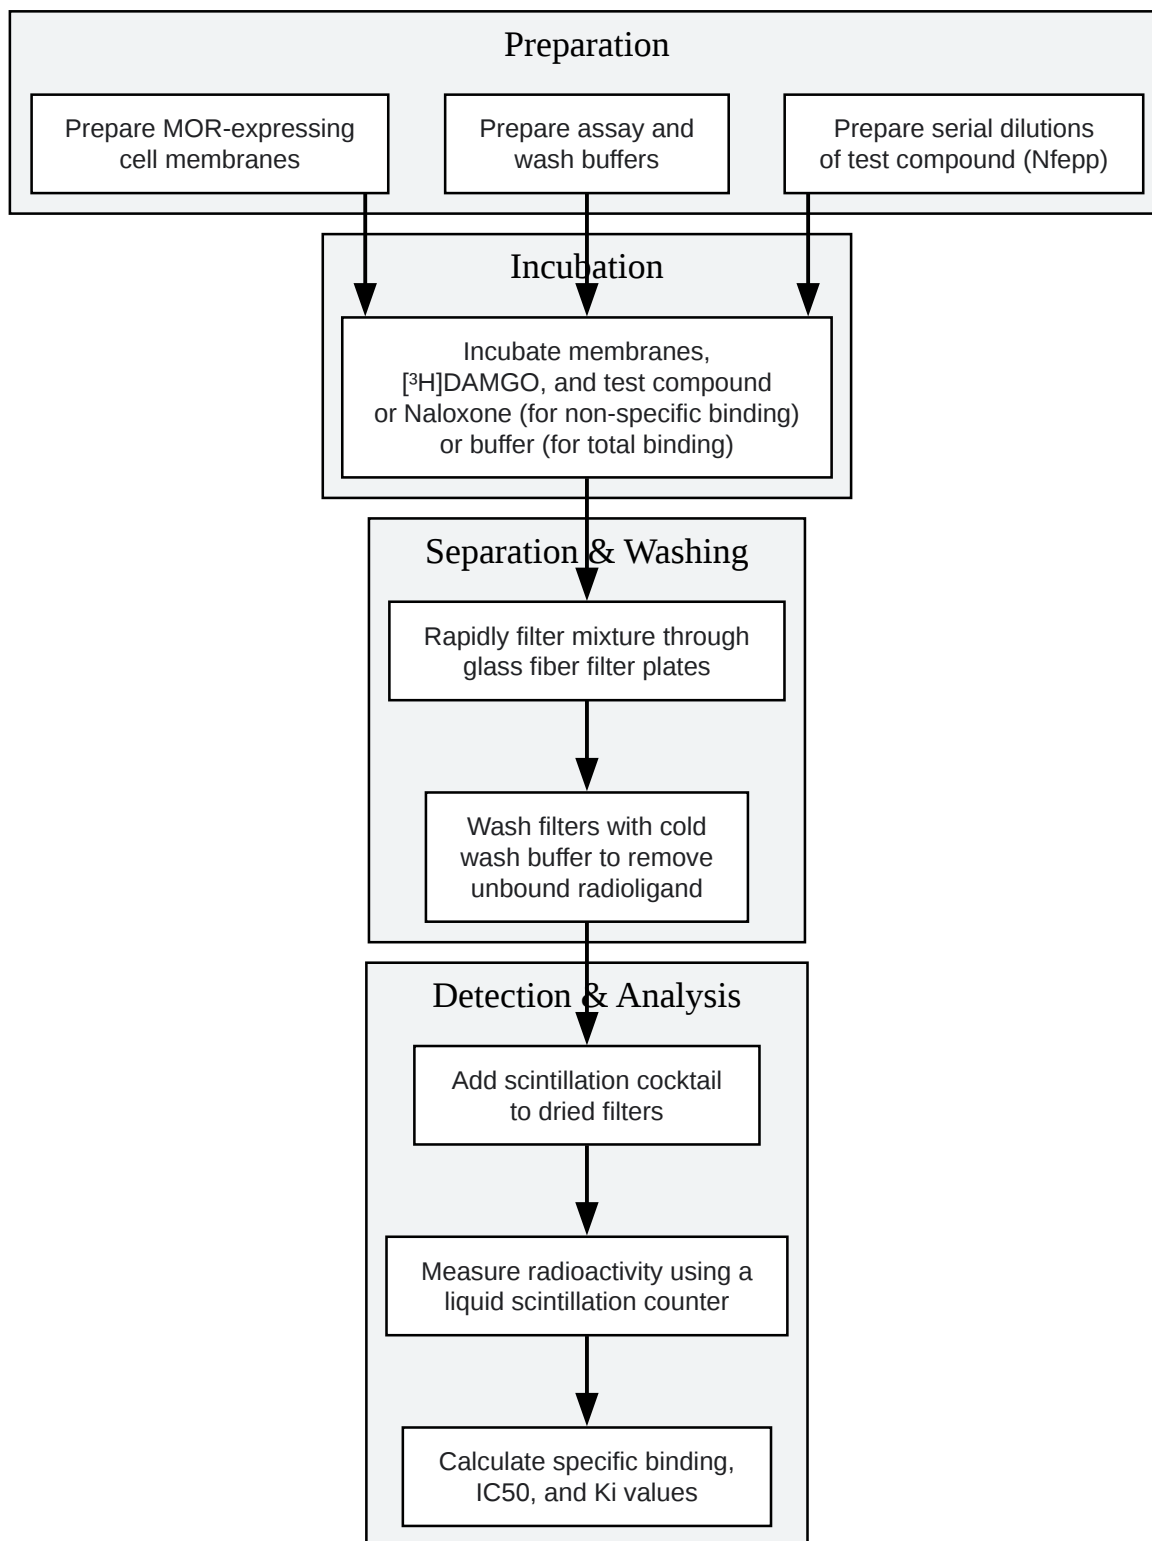 Preparation
Prepare MOR-expressing
cell membranes
Prepare assay and
wash buffers
Prepare serial dilutions
of test compound (Nfepp)
Incubation
Incubate membranes,
[³H]DAMGO, and test compound
or Naloxone (for non-specific binding)
or buffer (for total binding)
Separation & Washing
Rapidly filter mixture through
glass fiber filter plates
Wash filters with cold
wash buffer to remove
unbound radioligand
Detection & Analysis
Add scintillation cocktail
to dried filters
Measure radioactivity using a
liquid scintillation counter
Calculate specific binding,
IC50, and Ki values